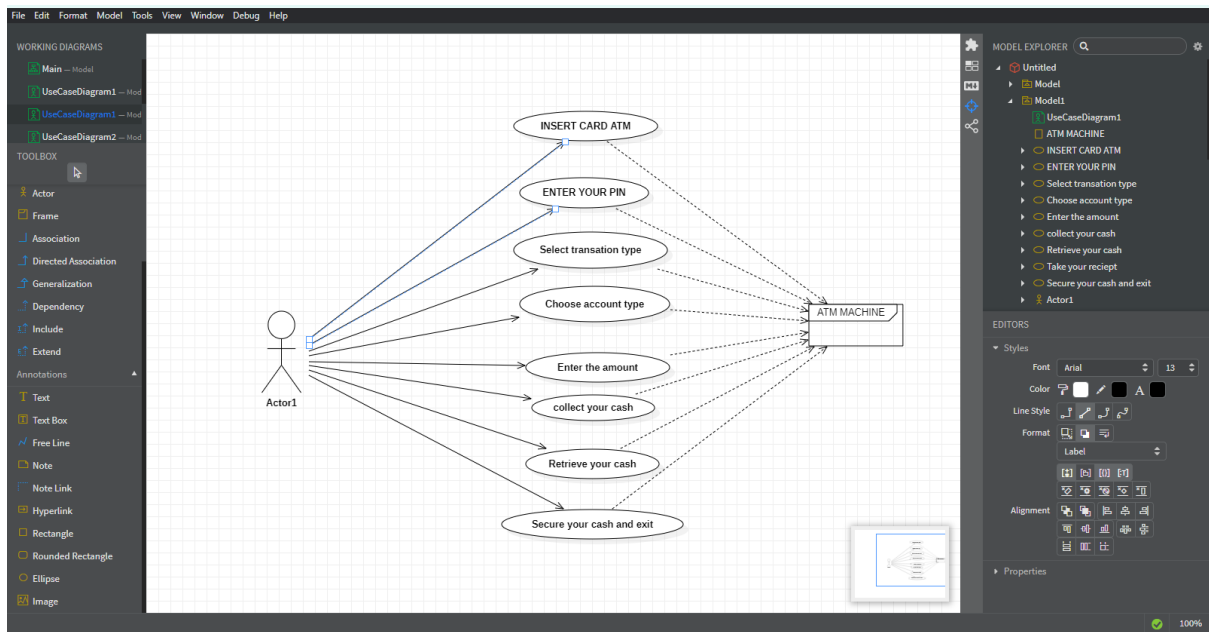 File Edit Format Model Tools View Window Debug Help
WORKING DIAGRAMS
Main — Model
UseCaseDiagram1 — Mod
UseCaseDiagram1 — Mod
UseCaseDiagram2 — Mod
TOOLBOX
Actor
Frame
Association
Directed Association
Generalization
Dependency
Include
Extend
Annotations
Text
Text Box
Free Line
Note
Note Link
Hyperlink
Rectangle
Rounded Rectangle
Ellipse
Image
INSERT CARD ATM
ENTER YOUR PIN
Select transation type
Choose account type
ATM MACHINE
Enter the amount
Actor1
collect your cash
Retrieve your cash
Secure your cash and exit
MODEL EXPLORER
Untitled
Model
Model1
UseCaseDiagram1
ATM MACHINE
INSERT CARD ATM
ENTER YOUR PIN
Select transation type
Choose account type
Enter the amount
collect your cash
Retrieve your cash
Take your reciept
Secure your cash and exit
Actor1
EDITORS
Styles
Font Arial 13
Color A
Line Style
Format
Label
Alignment
Properties
100%